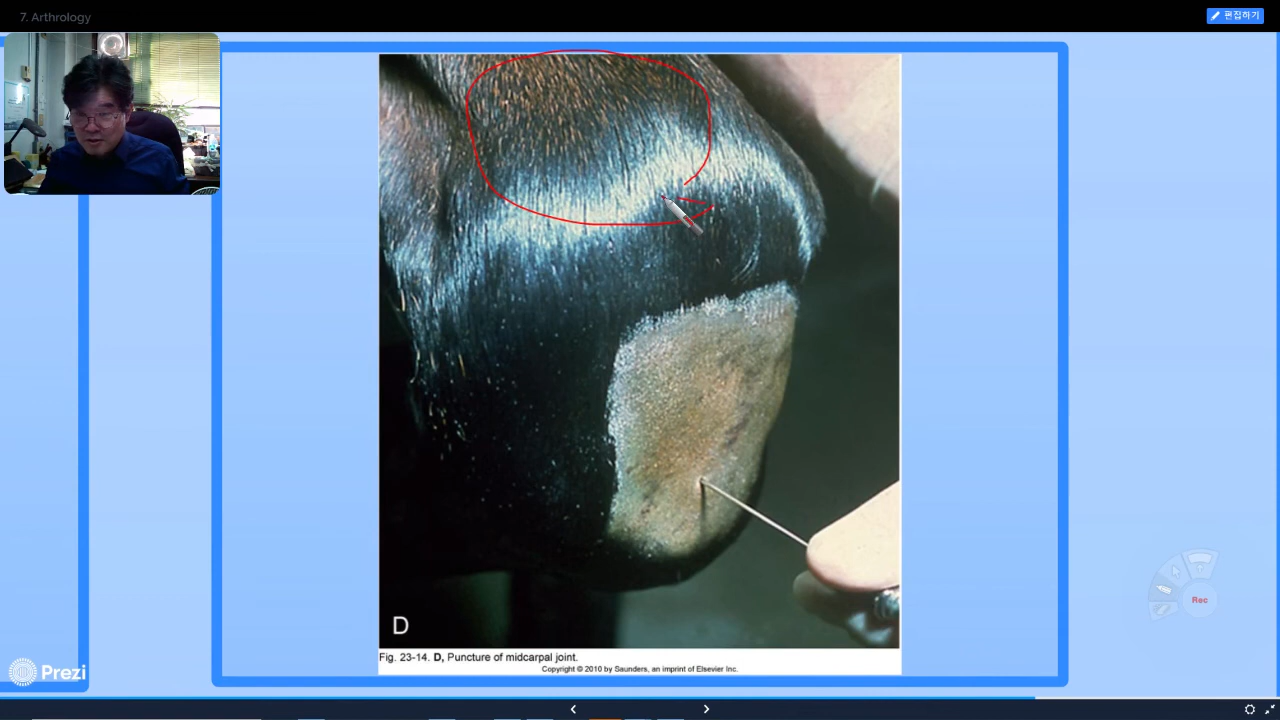 7. Arthrology
편집하기
Rec
D
Fig. 23-14. D, Puncture of midcarpal joint.
Copyright © 2010 by Saunders, an imprint of Elsevier Inc.
Prezi